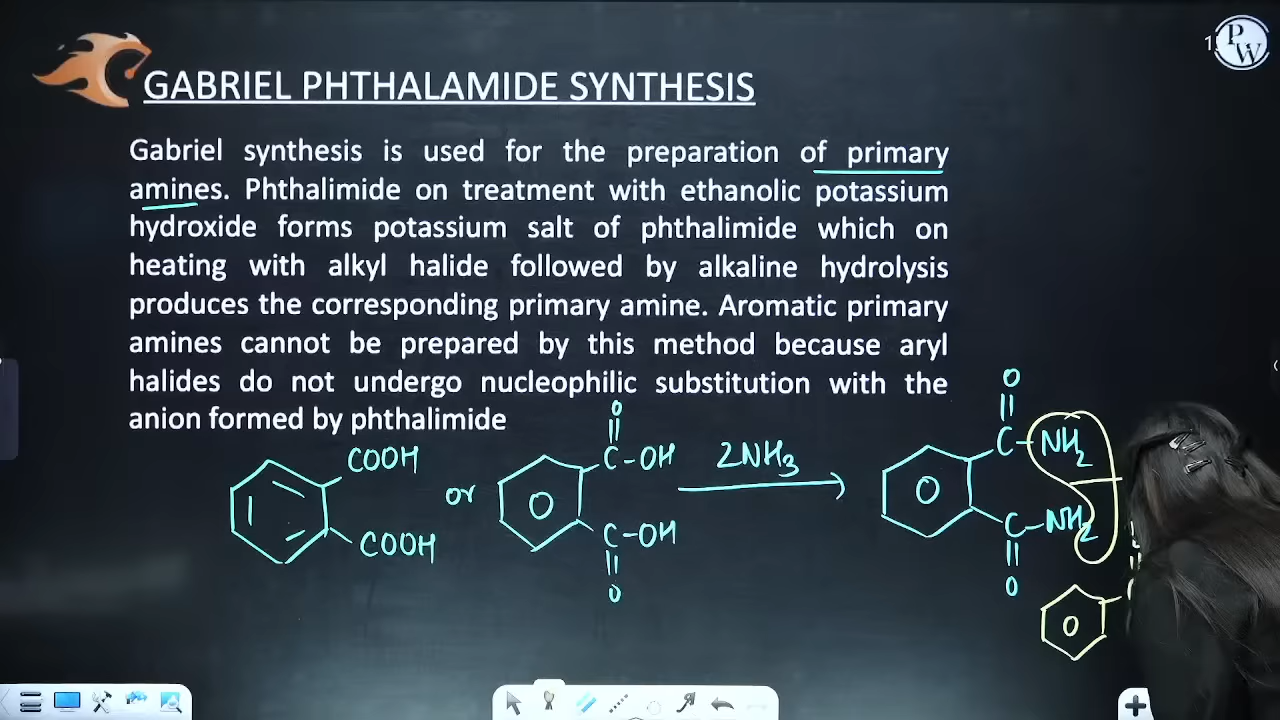 1
PW
GABRIEL PHTHALAMIDE SYNTHESIS
Gabriel synthesis is used for the preparation of primary
amines. Phthalimide on treatment with ethanolic potassium
hydroxide forms potassium salt of phthalimide which on
heating with alkyl halide followed by alkaline hydrolysis
produces the corresponding primary amine. Aromatic primary
amines cannot be prepared by this method because aryl
halides do not undergo nucleophilic substitution with the
anion formed by phthalimide
COOH
COOH
or
O
C-OH
C-OH
O
2NH3
O
C-NH2
C-NH2
O